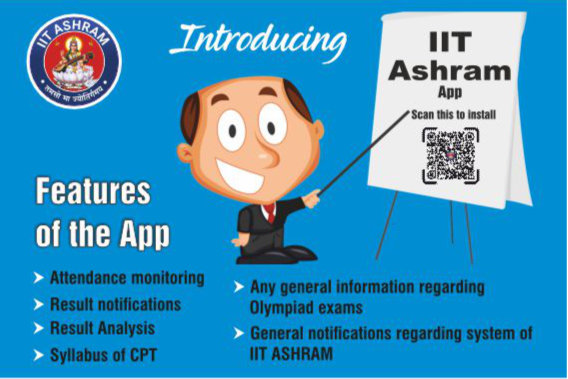 IIT ASHRAM
तमसो मा ज्योतिर्गमय
Introducing
IIT
Ashram
App
Scan this to install
Features
of the App
Attendance monitoring
Result notifications
Result Analysis
Syllabus of CPT
Any general information regarding
Olympiad exams
General notifications regarding system of
IIT ASHRAM